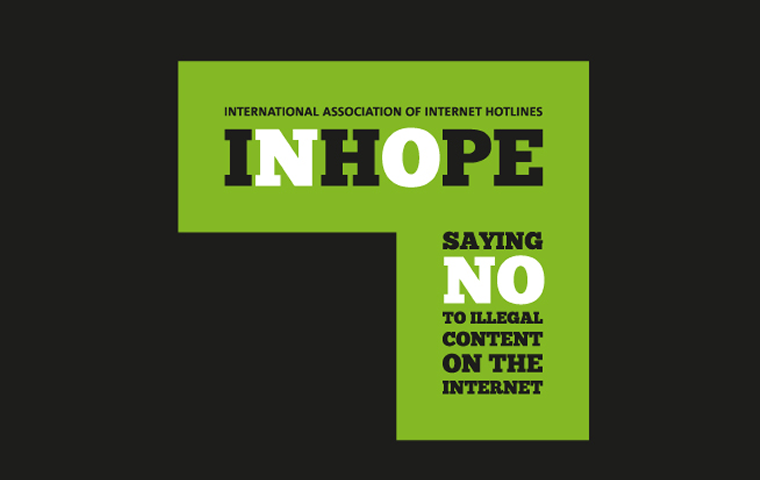 INTERNATIONAL ASSOCIATION OF INTERNET HOTLINES
INHOPE
SAYING
NO
TO ILLEGAL
CONTENT
ON THE
INTERNET